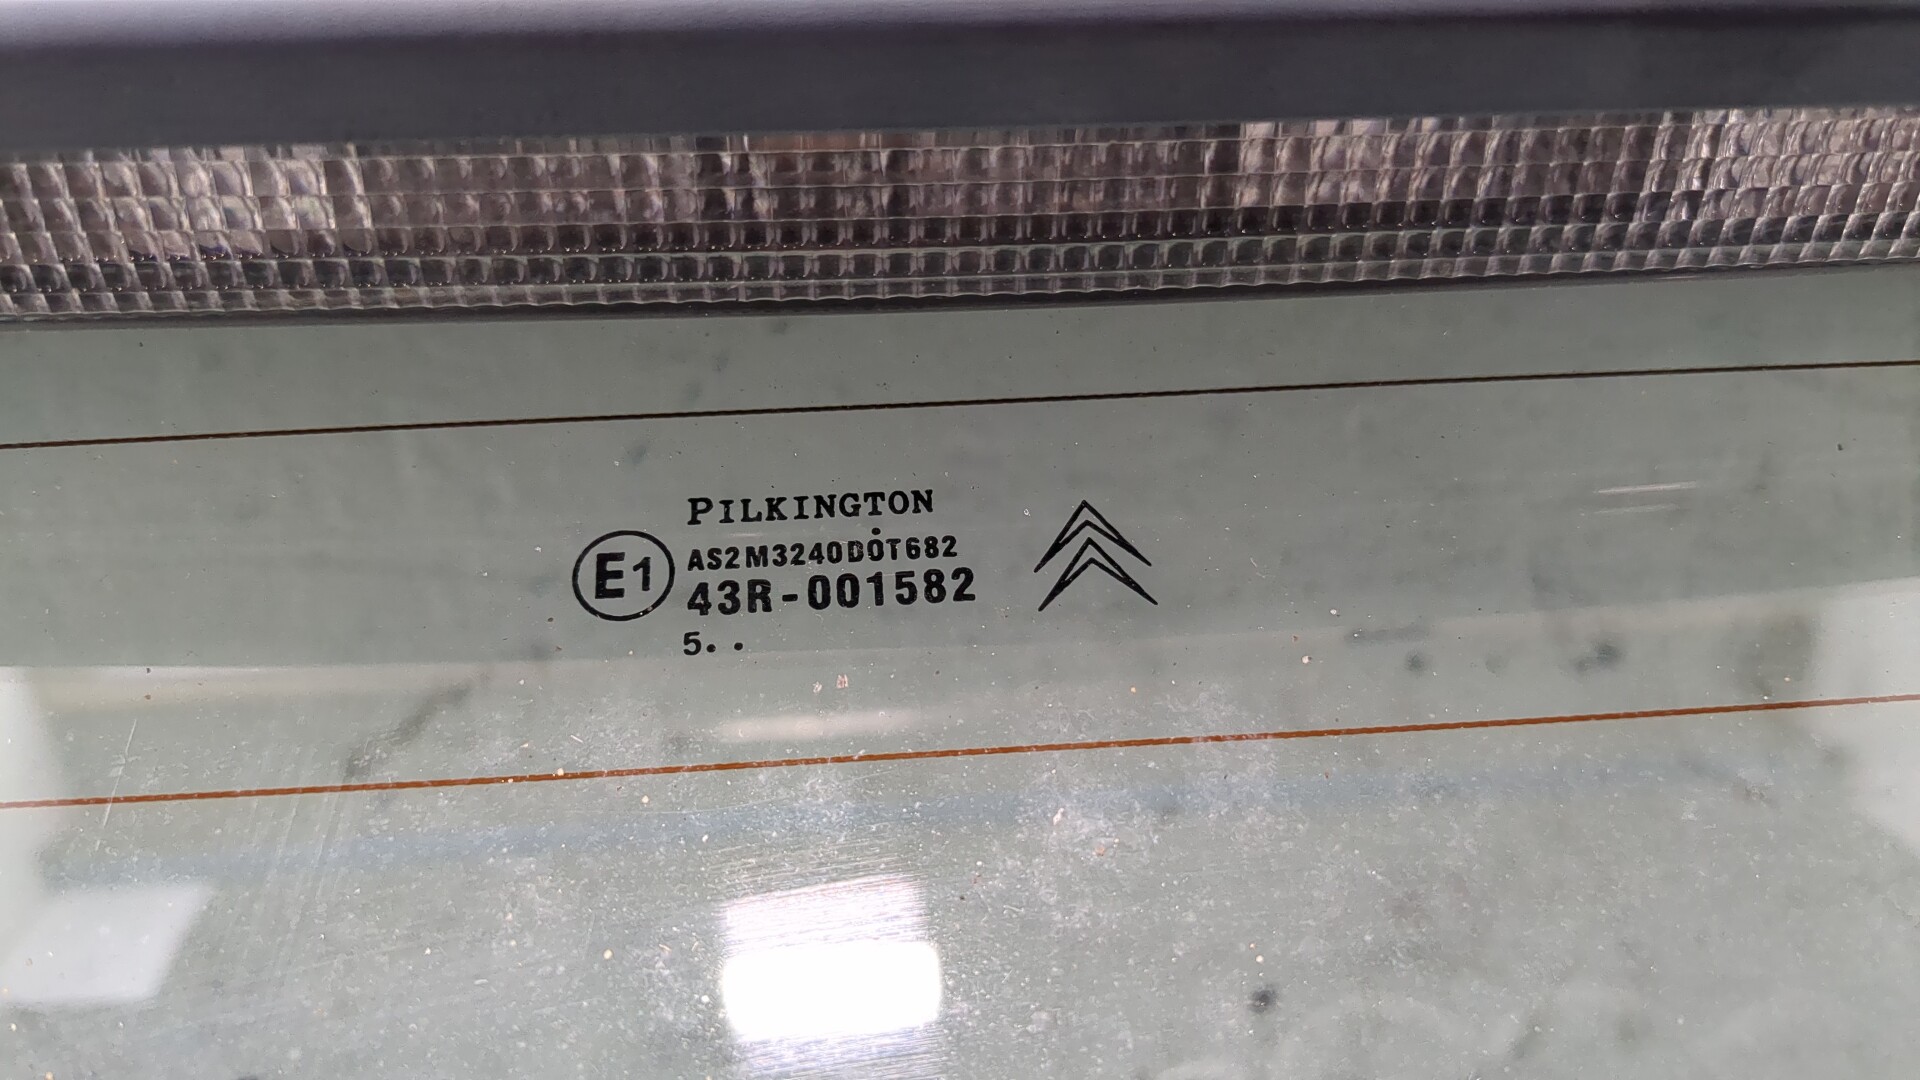 PILKINGTON
E1
AS2M3240DOT682
43R-001582
5. .